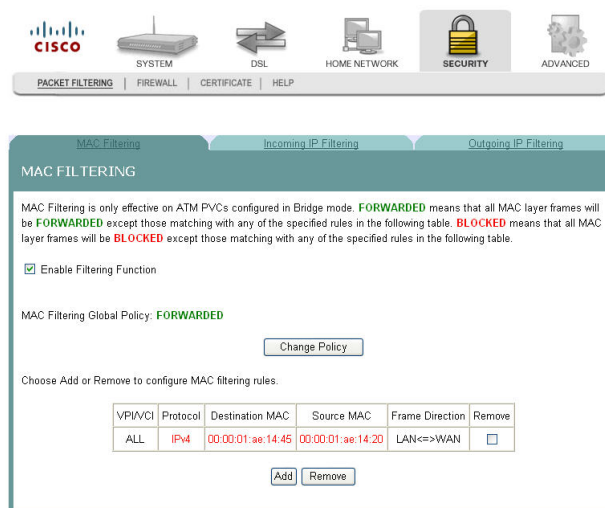 CISCO
SYSTEM DSL HOME NETWORK SECURITY ADVANCED
PACKET FILTERING | FIREWALL | CERTIFICATE | HELP
MAC Filtering Incoming IP Filtering Outgoing IP Filtering
MAC FILTERING
MAC Filtering is only effective on ATM PVCs configured in Bridge mode. FORWARDED means that all MAC layer frames will
be FORWARDED except those matching with any of the specified rules in the following table. BLOCKED means that all MAC
layer frames will be BLOCKED except those matching with any of the specified rules in the following table.
Enable Filtering Function
MAC Filtering Global Policy: FORWARDED
Change Policy
Choose Add or Remove to configure MAC filtering rules.
VPI/VCI Protocol Destination MAC Source MAC Frame Direction Remove
ALL IPv4 00:00:01:ae:14:45 00:00:01:ae:14:20 LAN<=>WAN
Add Remove